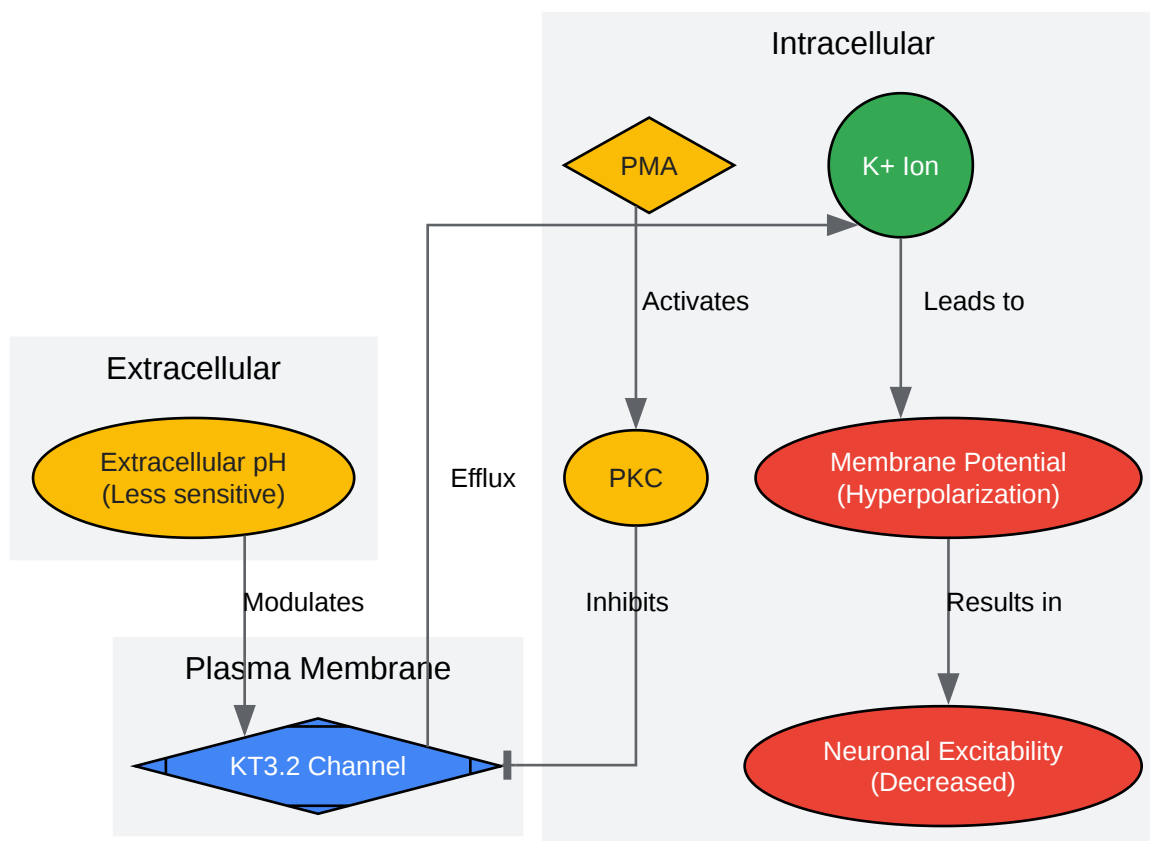 Intracellular
PMA
K+ Ion
Activates
Leads to
Extracellular
Extracellular pH
(Less sensitive)
Efflux
PKC
Membrane Potential
(Hyperpolarization)
Modulates
Inhibits
Results in
Plasma Membrane
KT3.2 Channel
Neuronal Excitability
(Decreased)